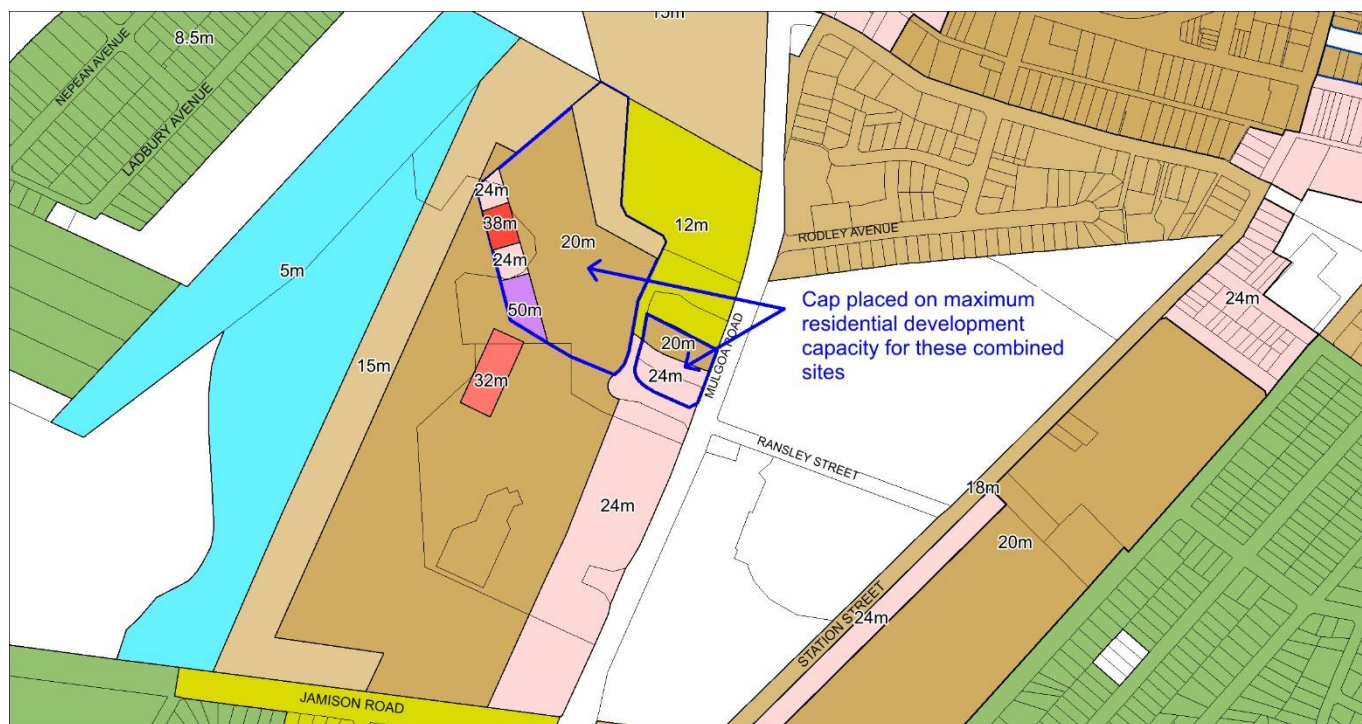 15m
8.5m
NEPEAN AVENUE
LADBURY AVENUE
24m
38m
24m
50m
20m
12m
RODLEY AVENUE
5m
15m
32m
20m
24m
MULGOA ROAD
Cap placed on maximum
residential development
capacity for these combined
sites
24m
RANSLEY STREET
24m
18m
20m
STATION STREET
24m
JAMISON ROAD